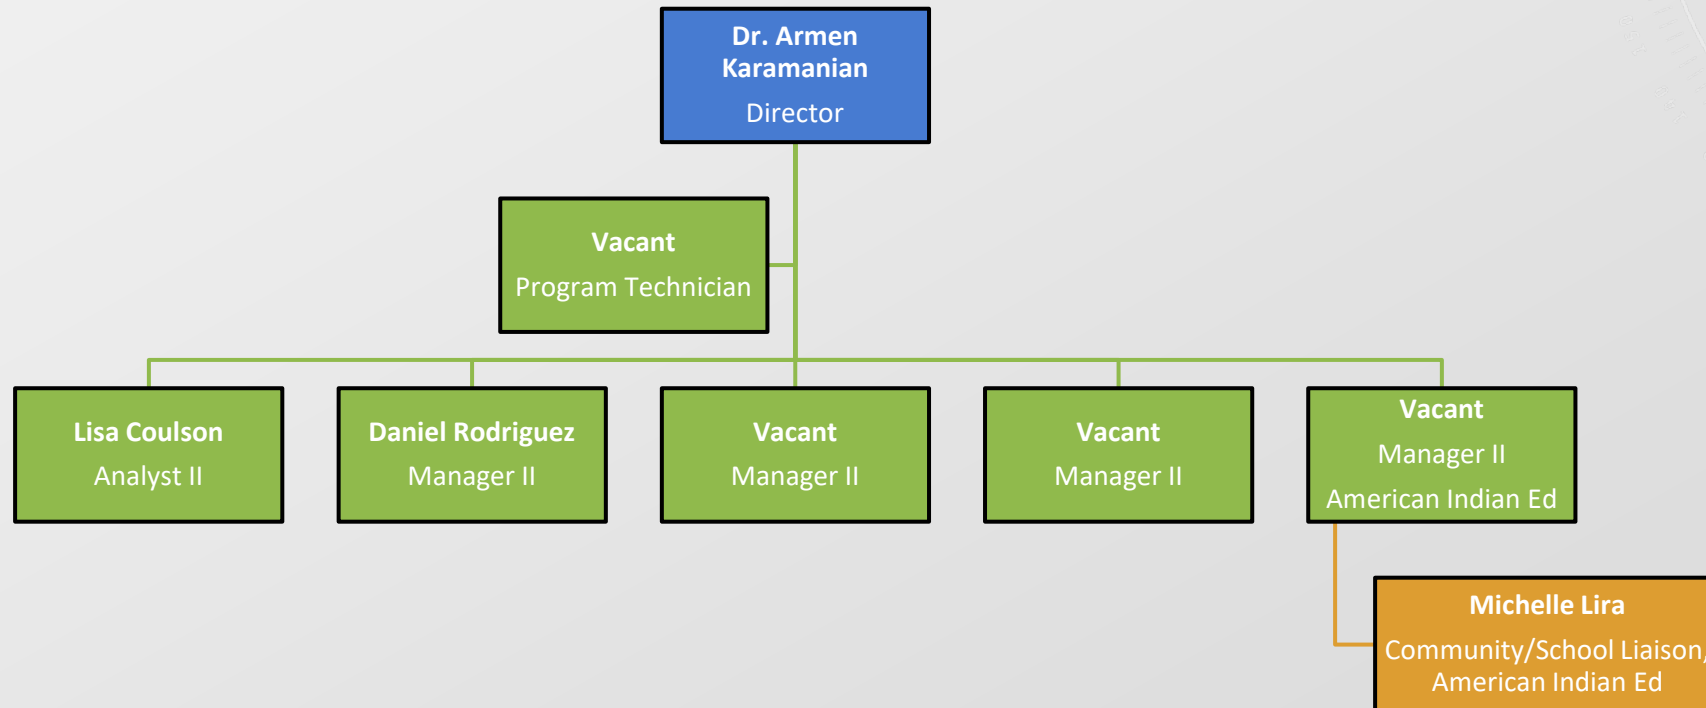 Dr. Armen
Karamanian
Director
Vacant
Program Technician
Lisa Coulson
Analyst II
Daniel Rodriguez
Manager II
Vacant
Manager II
Vacant
Manager II
Vacant
Manager II
American Indian Ed
Michelle Lira
Community/School Liaison,
American Indian Ed